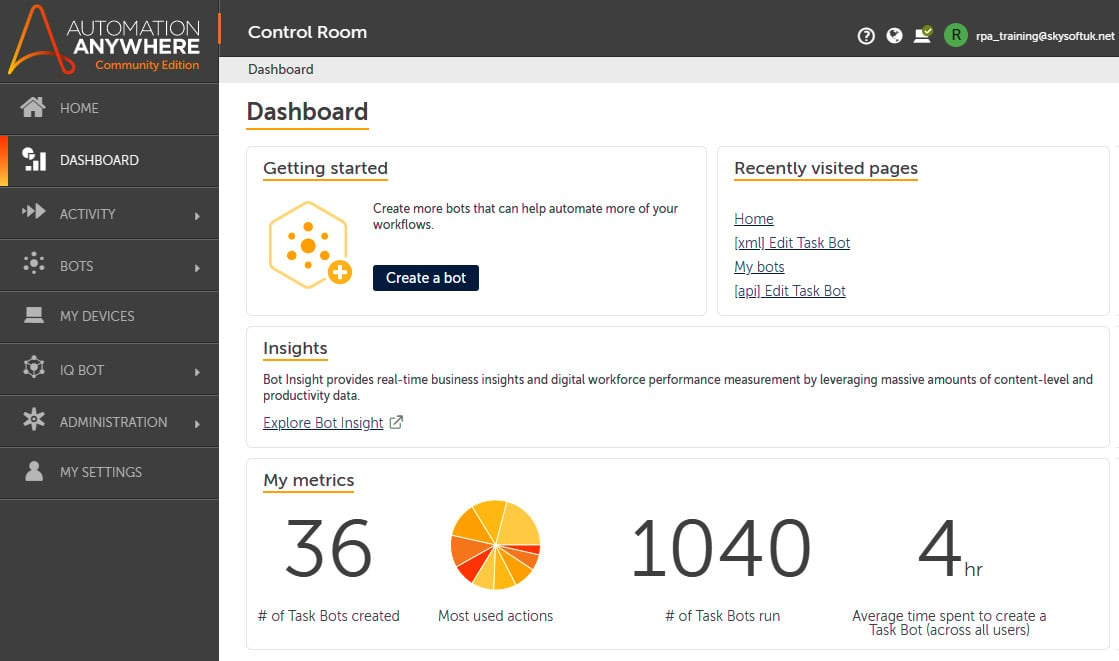 AUTOMATION
ANYWHERE
Community Edition
Control Room
R
rpa_training@skysoftuk.net
Dashboard
HOME
DASHBOARD
ACTIVITY
BOTS
MY DEVICES
IQ BOT
ADMINISTRATION
MY SETTINGS
Dashboard
Getting started
Create more bots that can help automate more of your
workflows.
Create a bot
Recently visited pages
Home
[xml] Edit Task Bot
My bots
[api] Edit Task Bot
Insights
Bot Insight provides real-time business insights and digital workforce performance measurement by leveraging massive amounts of content-level and
productivity data.
Explore Bot Insight
My metrics
36
# of Task Bots created
Most used actions
1040
# of Task Bots run
4 hr
Average time spent to create a
Task Bot (across all users)